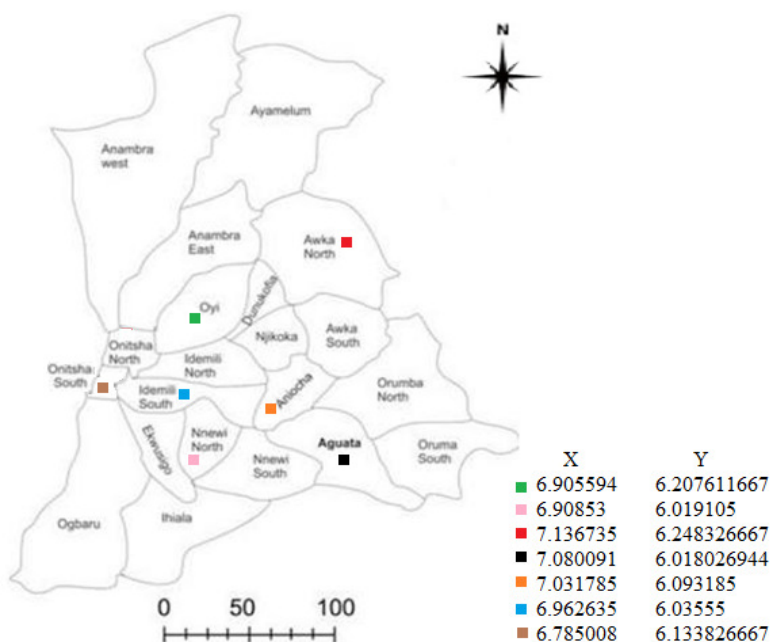 N
Ayamelum
Anambra
west
Anambra
East
Awka
North
Dunukofia
Oyi
Njikoka
Awka
South
Onitsha
North
Idemili
North
Onitsha
South
Idemili
South
Aniocha
Orumba
North
Ekwusigo
Nnewi
North
Nnewi
South
Aguata
Oruma
South
Ogbaru
Ihiala
0 50 100
X Y
6.905594 6.207611667
6.90853 6.019105
7.136735 6.248326667
7.080091 6.018026944
7.031785 6.093185
6.962635 6.03555
6.785008 6.133826667